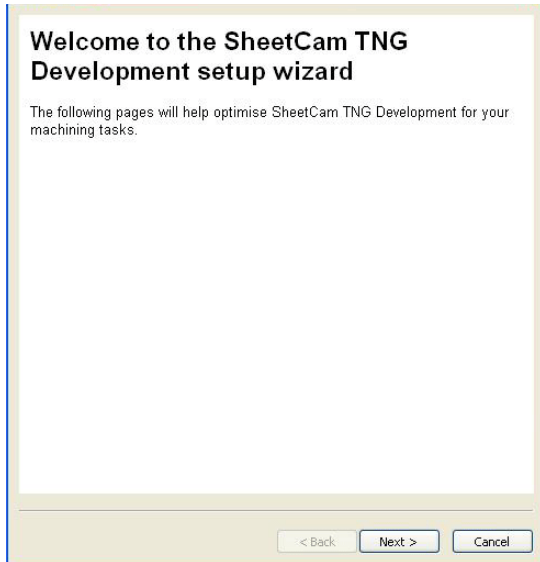 Welcome to the SheetCam TNG
Development setup wizard
The following pages will help optimise SheetCam TNG Development for your
machining tasks.
< Back Next > Cancel